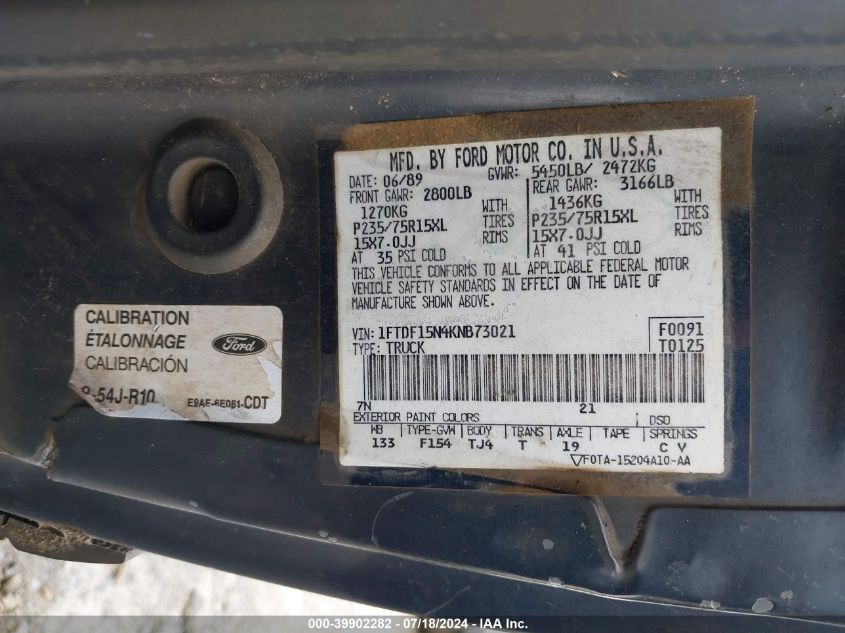 MFD. BY FORD MOTOR CO. IN U.S.A.
DATE: 06/89 GVWR: 5450LB/ 2472KG
FRONT GAWR: 2800LB REAR GAWR: 3166LB
1270KG WITH 1436KG WITH
P235/75R15XL TIRES P235/75R15XL TIRES
15X7.0JJ RIMS 15X7.0JJ RIMS
AT 35 PSI COLD AT 41 PSI COLD
THIS VEHICLE CONFORMS TO ALL APPLICABLE FEDERAL MOTOR
VEHICLE SAFETY STANDARDS IN EFFECT ON THE DATE OF
MANUFACTURE SHOWN ABOVE.
VIN: 1FTDF15N4KNB73021 F0091
TYPE: TRUCK T0125
7N 21
EXTERIOR PAINT COLORS DSO
WB TYPE-GVW BODY TRANS AXLE TAPE SPRINGS
133 F154 TJ4 T 19 C V
F0TA-15204A10-AA
CALIBRATION
ÉTALONNAGE
CALIBRACIÓN
Ford
-54J-R10
E9AE-6E061-CDT
000-39902282 - 07/18/2024 - IAA Inc.